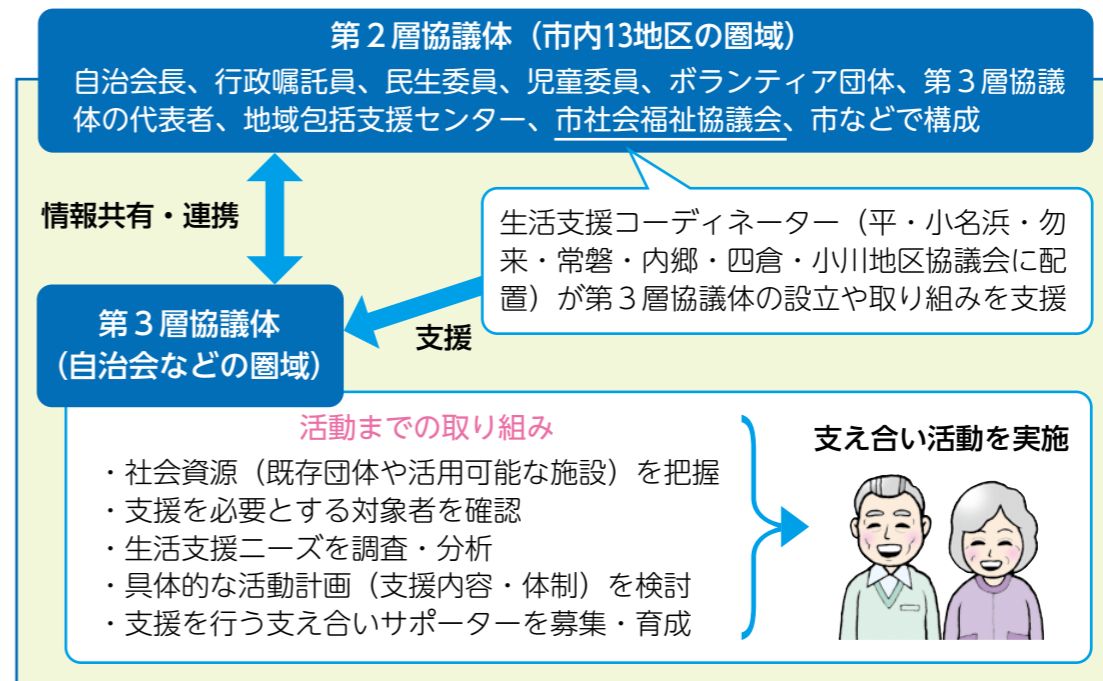 第２層協議体（市内13地区の圏域）
自治会長、行政嘱託員、民生委員、児童委員、ボランティア団体、第３層協議
体の代表者、地域包括支援センター、市社会福祉協議会、市などで構成
情報共有・連携
生活支援コーディネーター（平・小名浜・勿
来・常磐・内郷・四倉・小川地区協議会に配
置）が第３層協議体の設立や取り組みを支援
支援
第３層協議体
（自治会などの圏域）
活動までの取り組み
・社会資源（既存団体や活用可能な施設）を把握
・支援を必要とする対象者を確認
・生活支援ニーズを調査・分析
・具体的な活動計画（支援内容・体制）を検討
・支援を行う支え合いサポーターを募集・育成
支え合い活動を実施